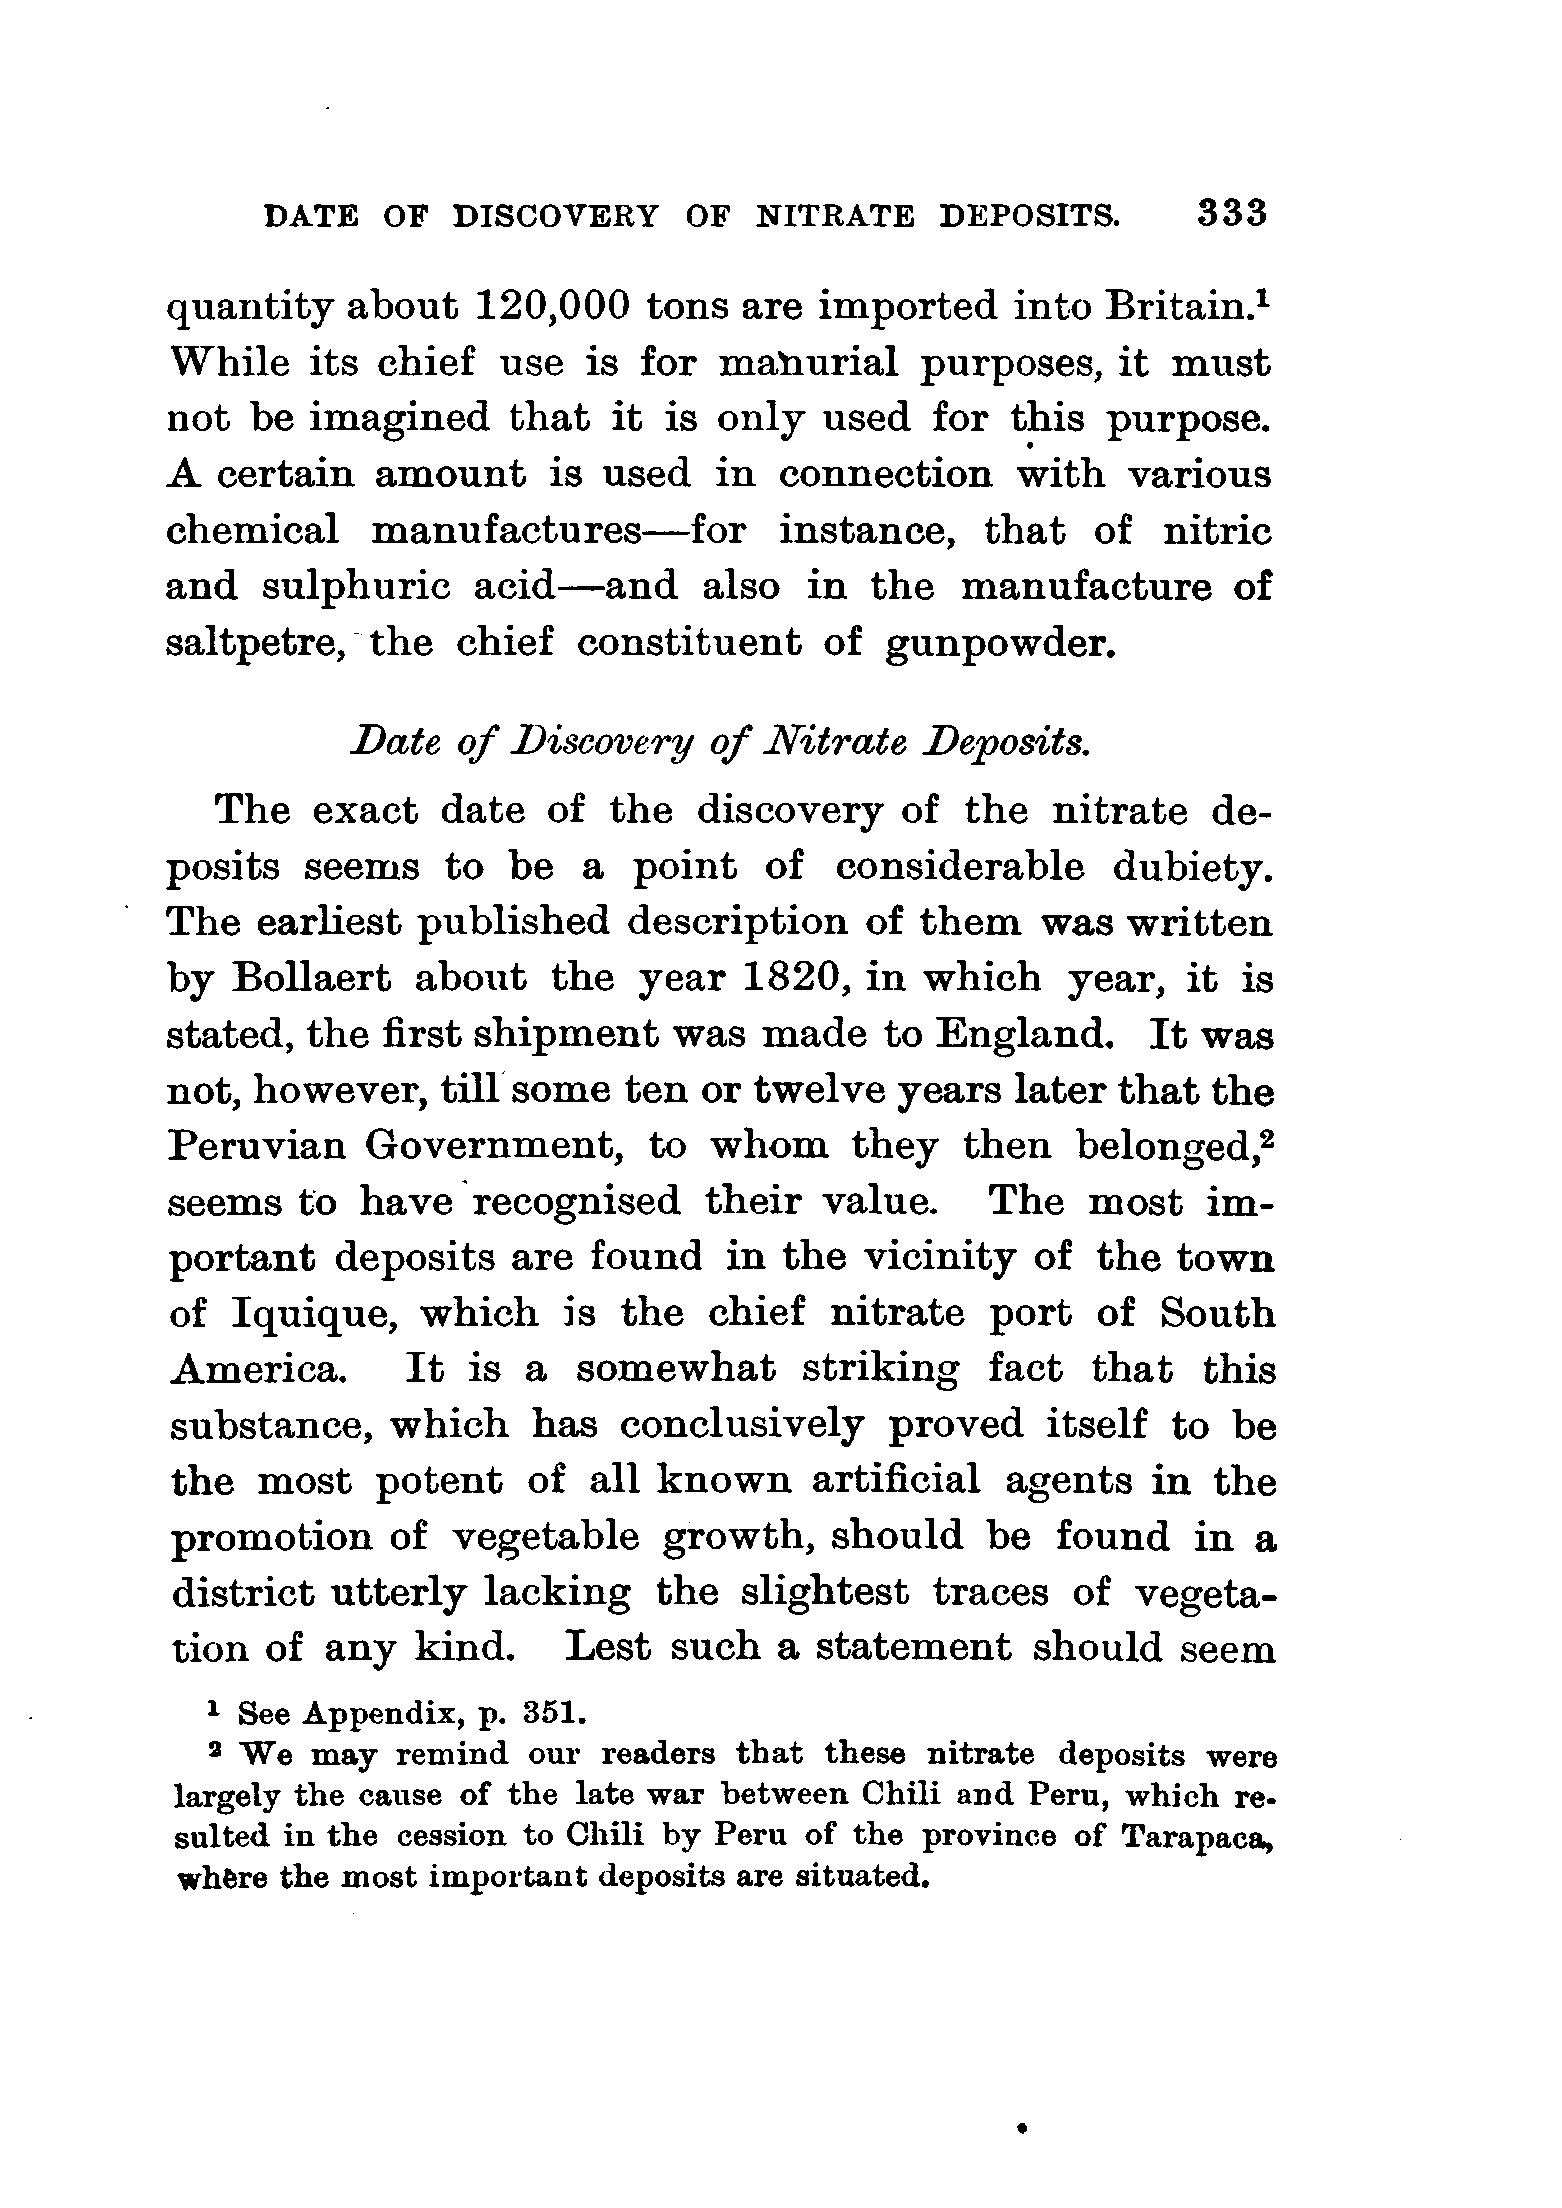 DATE OF DISCOVERY OF NITRATE DEPOSITS. 333
quantity about 120,000 tons are imported into Britain.¹
While its chief use is for manurial purposes, it must
not be imagined that it is only used for this purpose.
A certain amount is used in connection with various
chemical manufactures—for instance, that of nitric
and sulphuric acid—and also in the manufacture of
saltpetre, the chief constituent of gunpowder.
Date of Discovery of Nitrate Deposits.
The exact date of the discovery of the nitrate de-
posits seems to be a point of considerable dubiety.
The earliest published description of them was written
by Bollaert about the year 1820, in which year, it is
stated, the first shipment was made to England. It was
not, however, till some ten or twelve years later that the
Peruvian Government, to whom they then belonged,²
seems to have recognised their value. The most im-
portant deposits are found in the vicinity of the town
of Iquique, which is the chief nitrate port of South
America. It is a somewhat striking fact that this
substance, which has conclusively proved itself to be
the most potent of all known artificial agents in the
promotion of vegetable growth, should be found in a
district utterly lacking the slightest traces of vegeta-
tion of any kind. Lest such a statement should seem
¹ See Appendix, p. 351.
² We may remind our readers that these nitrate deposits were
largely the cause of the late war between Chili and Peru, which re-
sulted in the cession to Chili by Peru of the province of Tarapaca,
where the most important deposits are situated.